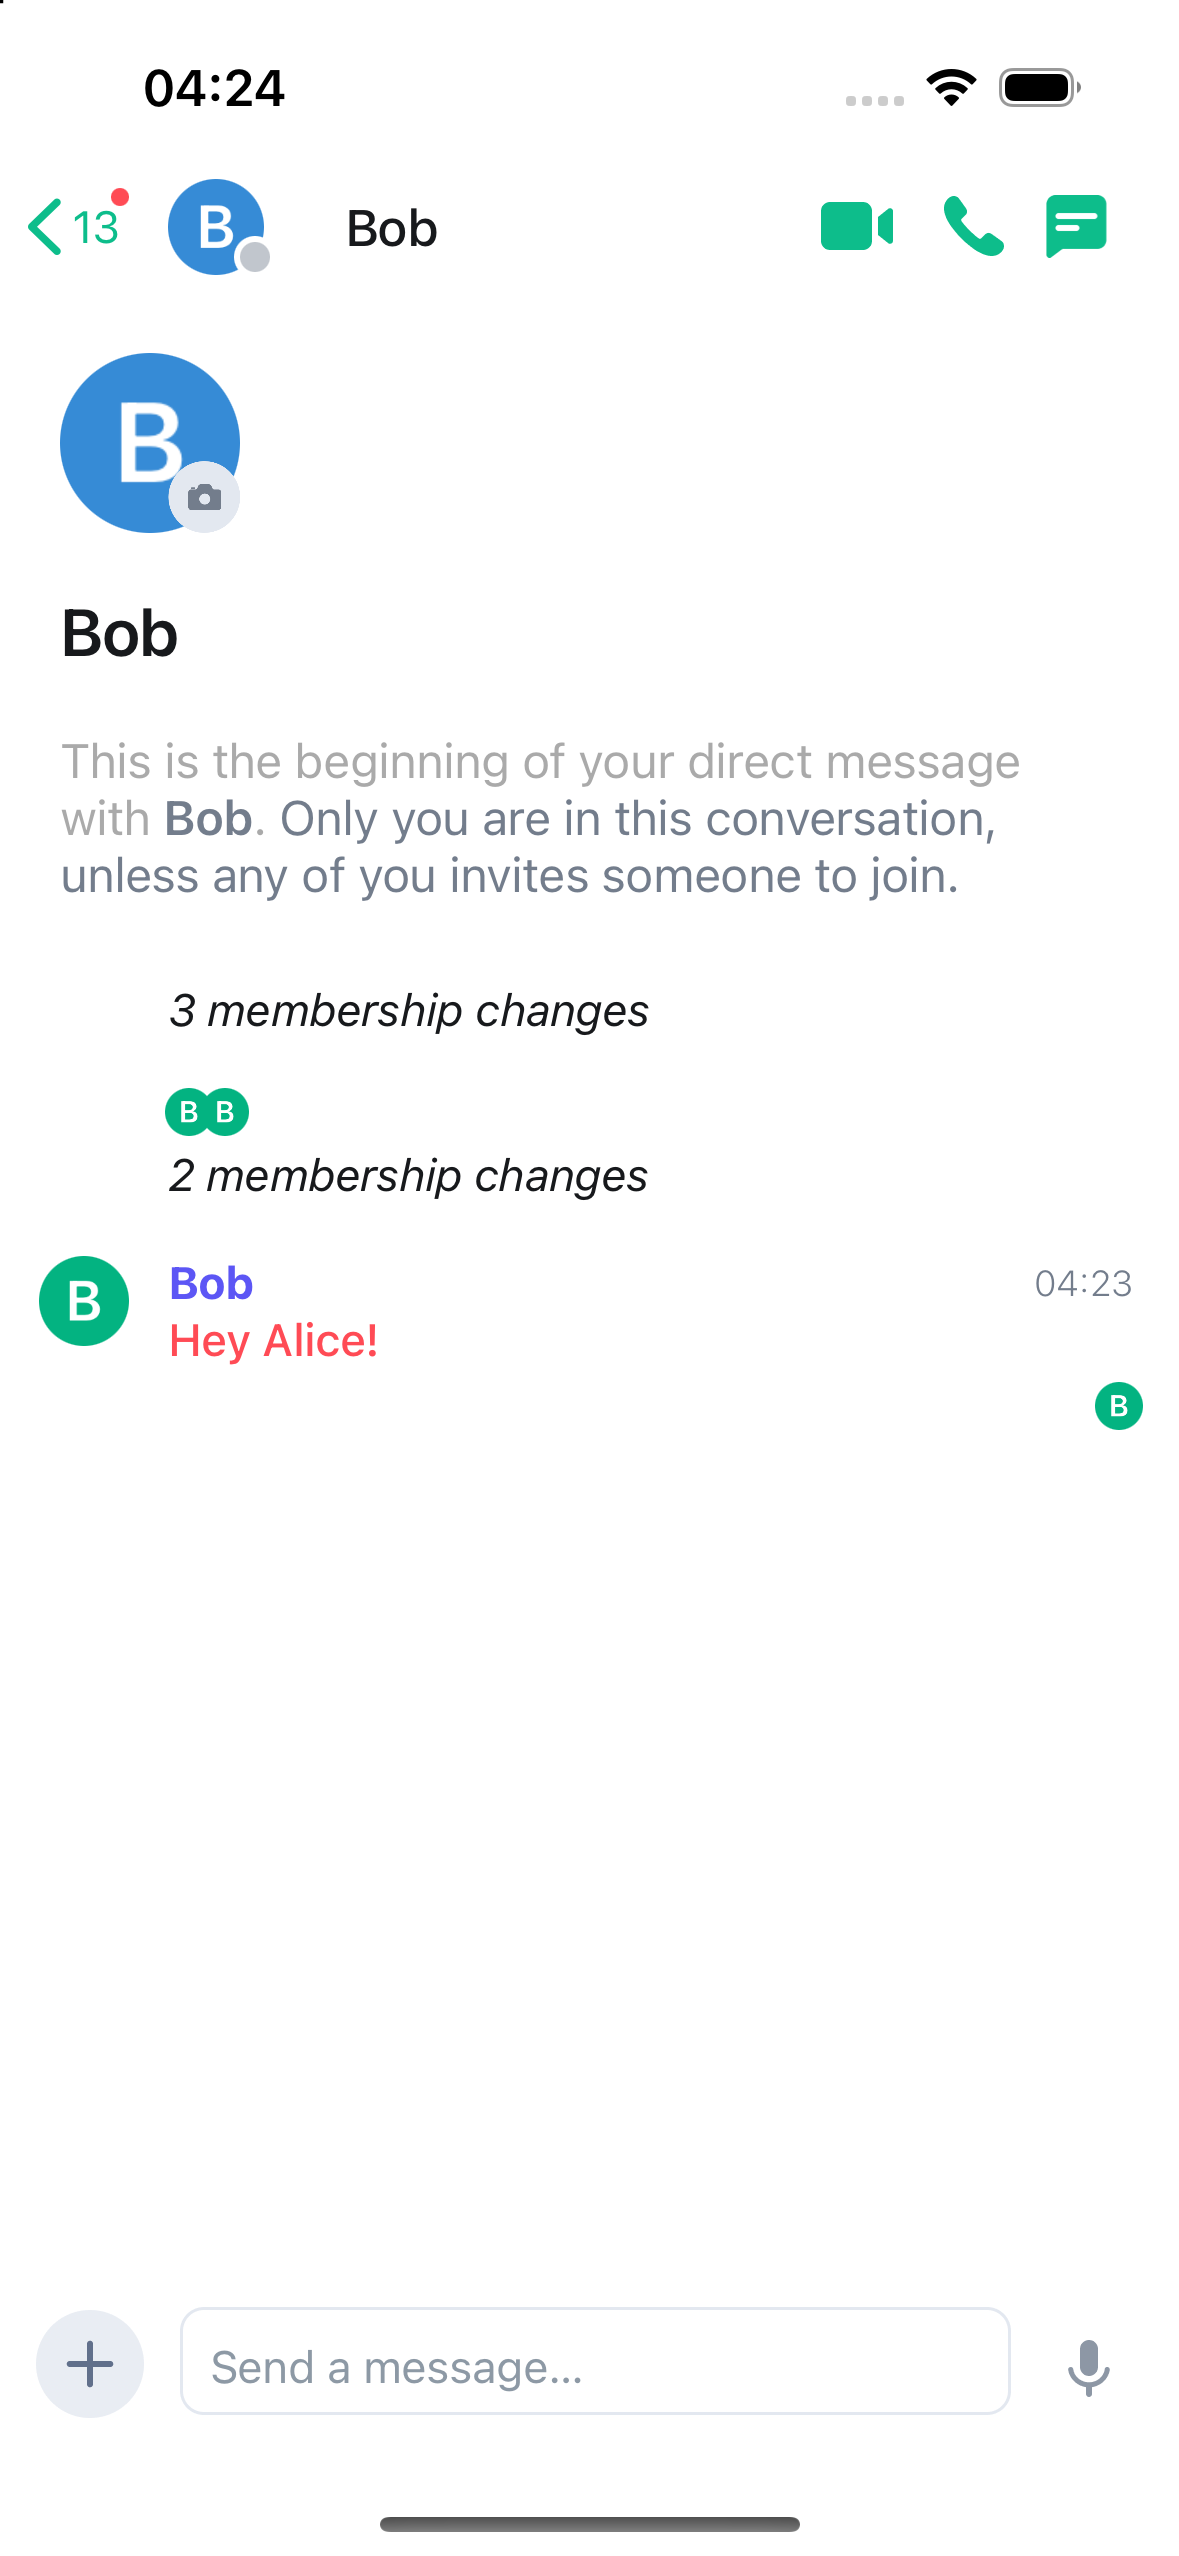 04:24
13
B
Bob
B
Bob
This is the beginning of your direct message
with Bob. Only you are in this conversation,
unless any of you invites someone to join.
3 membership changes
B B
2 membership changes
B
Bob
04:23
Hey Alice!
B
Send a message...